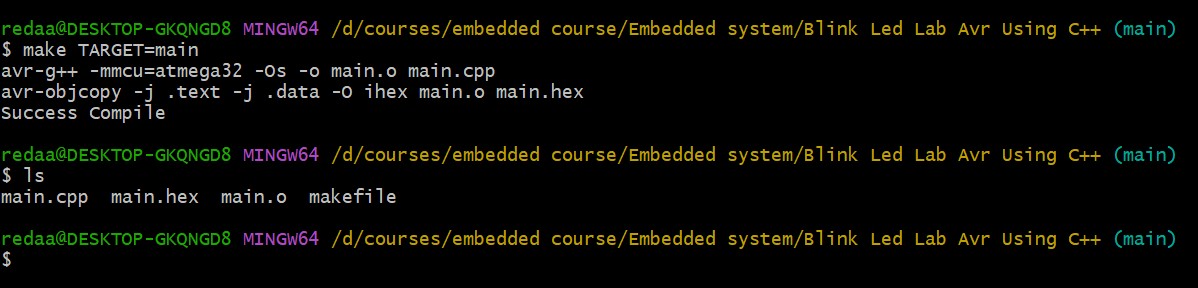 redaa@DESKTOP-GKQNGD8 MINGW64 /d/courses/embedded course/Embedded system/Blink Led Lab Avr Using C++ (main)
$ make TARGET=main
avr-g++ -mmcu=atmega32 -Os -o main.o main.cpp
avr-objcopy -j .text -j .data -O ihex main.o main.hex
Success Compile
redaa@DESKTOP-GKQNGD8 MINGW64 /d/courses/embedded course/Embedded system/Blink Led Lab Avr Using C++ (main)
$ ls
main.cpp  main.hex  main.o  makefile
redaa@DESKTOP-GKQNGD8 MINGW64 /d/courses/embedded course/Embedded system/Blink Led Lab Avr Using C++ (main)
$